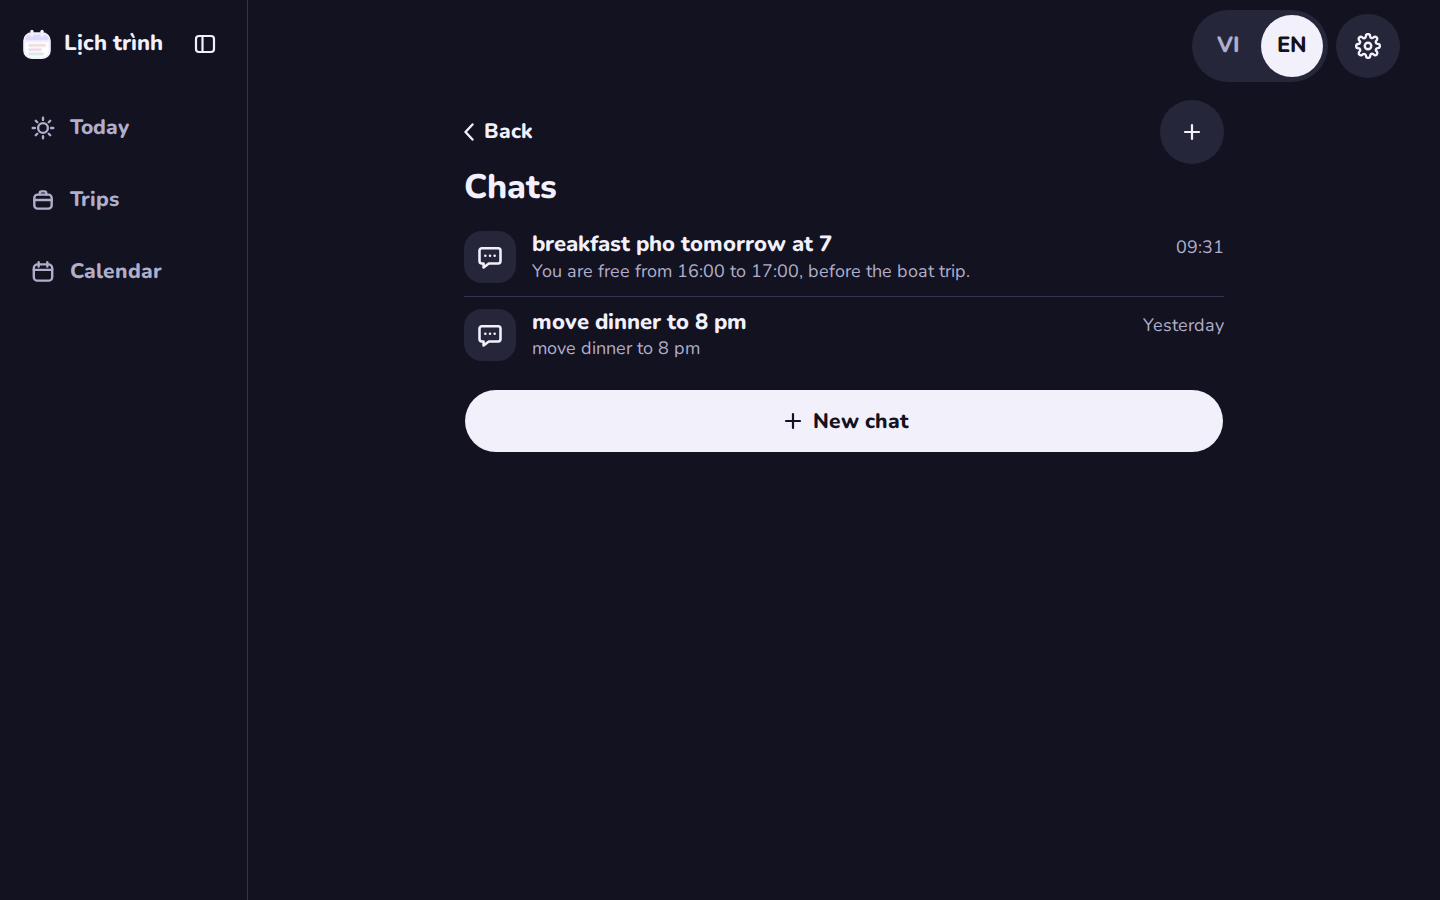 Lịch trình
VI EN
Today
Trips
Calendar
Back
Chats
breakfast pho tomorrow at 7
09:31
You are free from 16:00 to 17:00, before the boat trip.
move dinner to 8 pm
Yesterday
move dinner to 8 pm
New chat